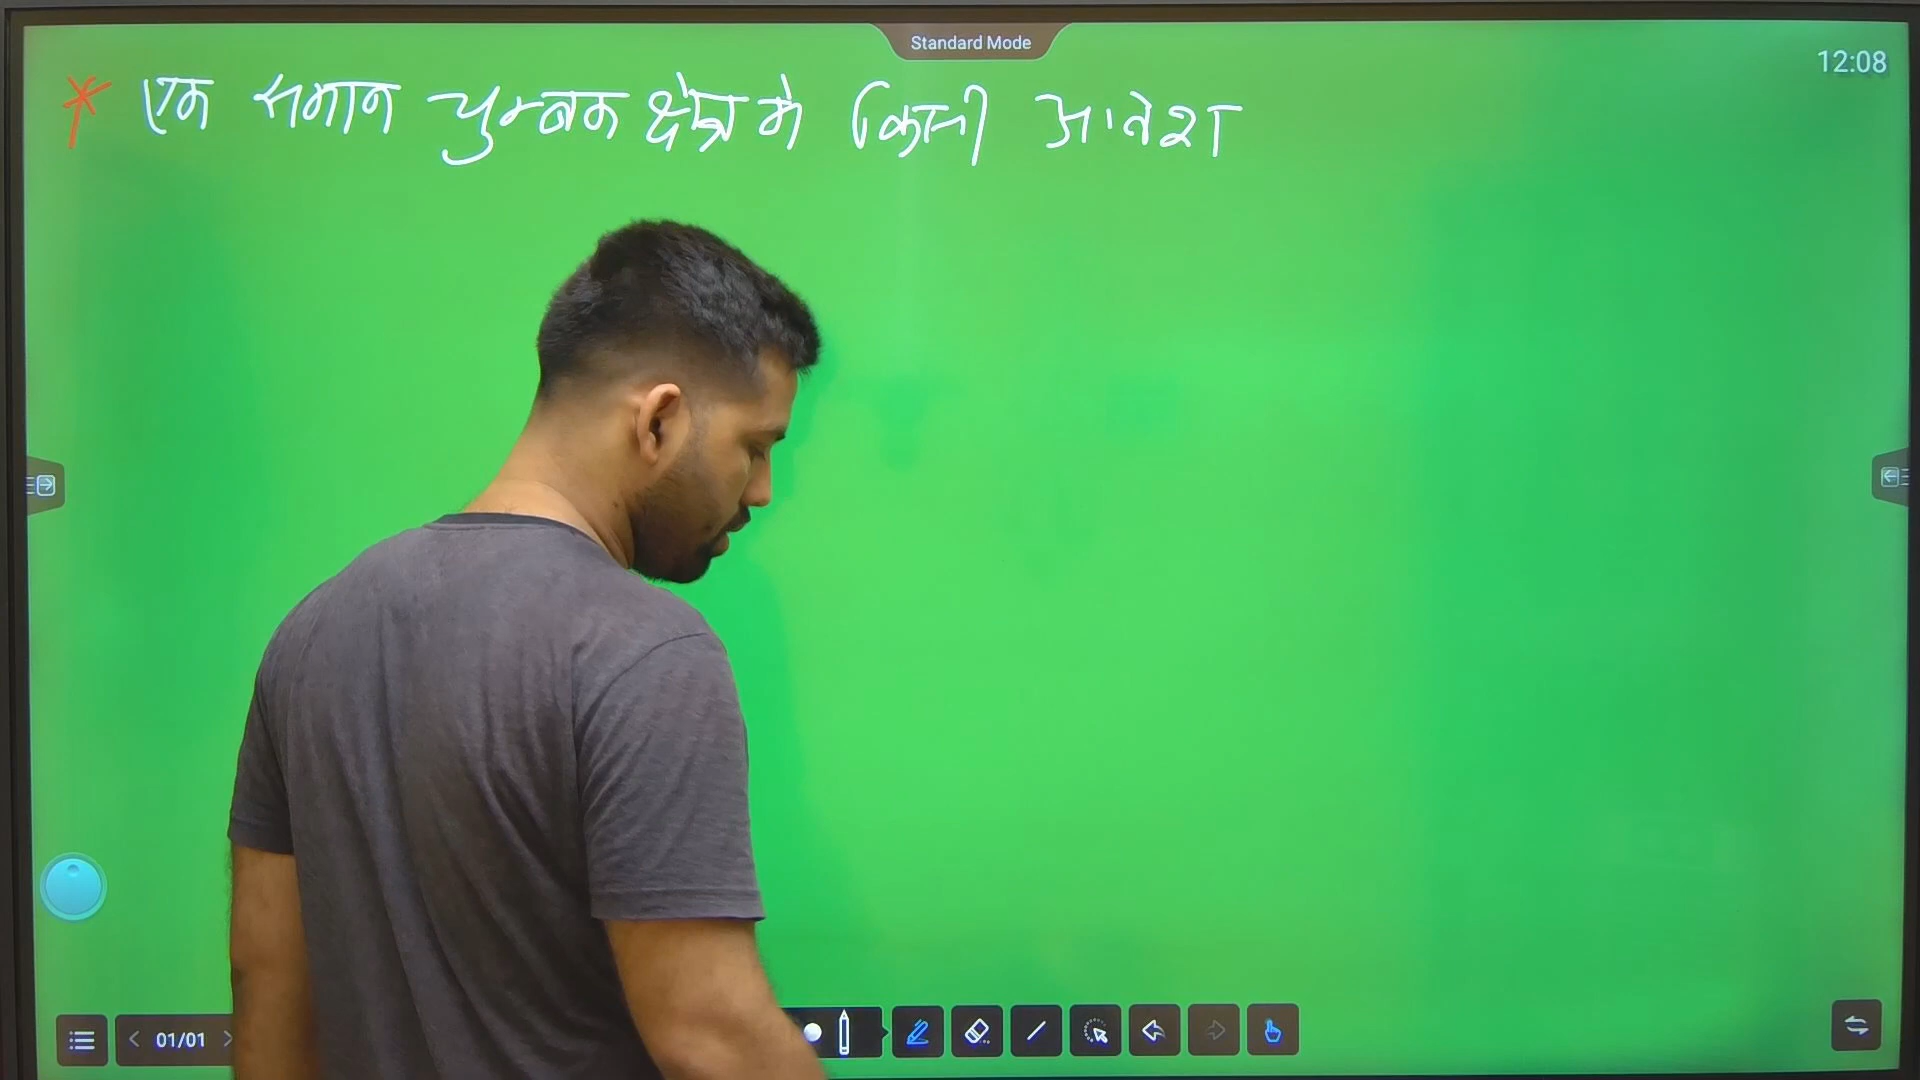 Standard Mode
12:08
* एक समान चुम्बक क्षेत्र में किसी आवेश
01/01